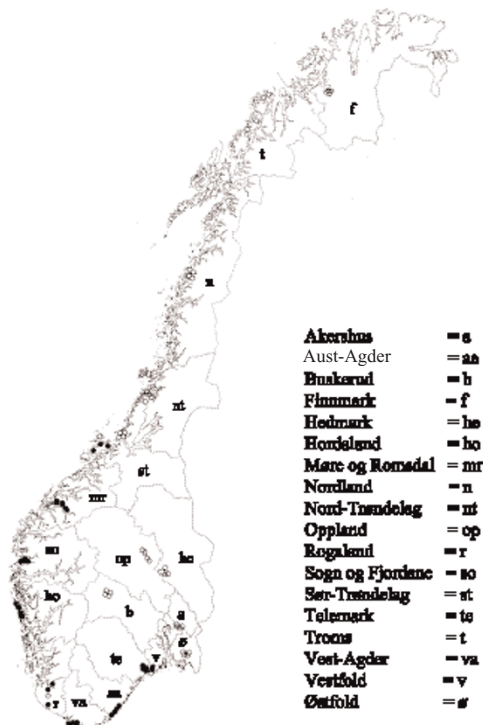 f
t
n
nt
st
mr
so
op
he
ho
b
a
ø
te
v
r
va
aa
Akershus = a
Aust-Agder = aa
Buskerud = b
Finnmark = f
Hedmark = he
Hordaland = ho
Møre og Romsdal = mr
Nordland = n
Nord-Trøndelag = nt
Oppland = op
Rogaland = r
Sogn og Fjordane = so
Sør-Trøndelag = st
Telemark = te
Troms = t
Vest-Agder = va
Vestfold = v
Østfold = ø